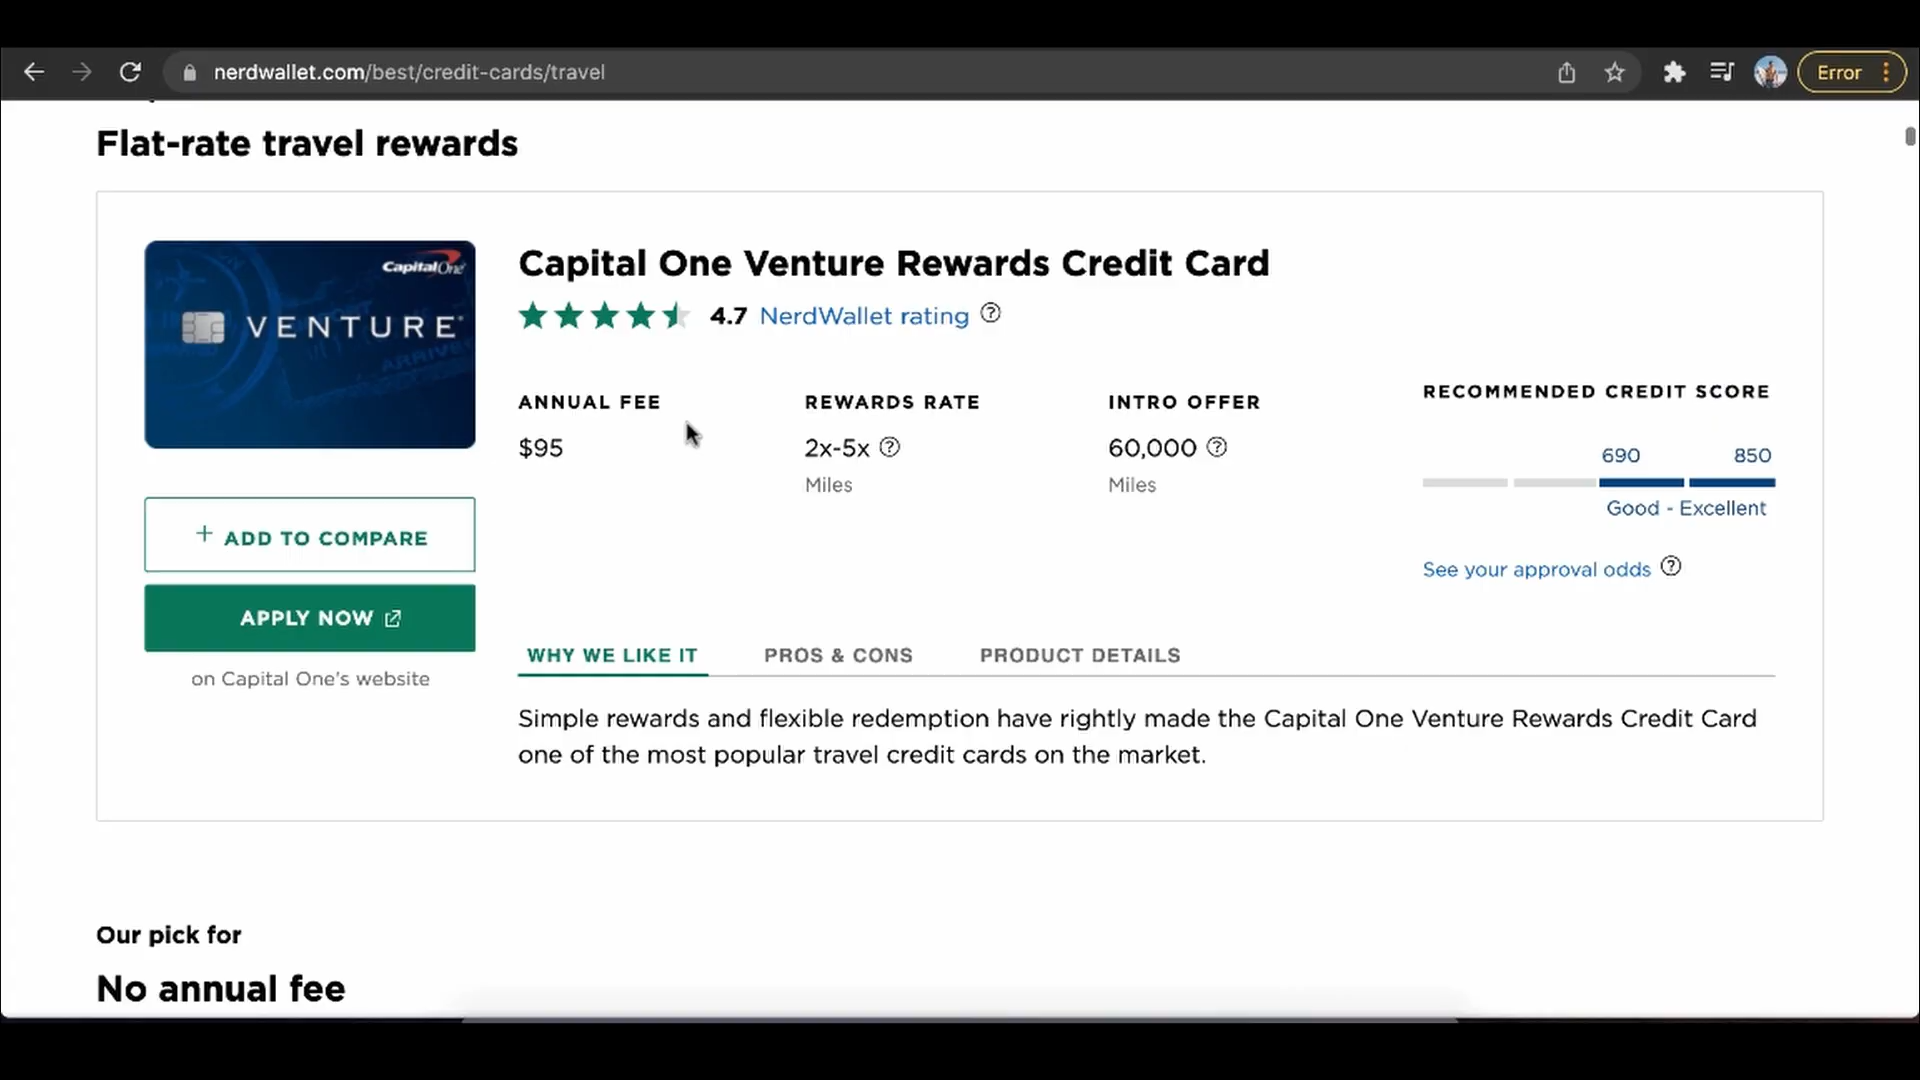 nerdwallet.com/best/credit-cards/travel
Error
Flat-rate travel rewards
CapitalOne
VENTURE
Capital One Venture Rewards Credit Card
4.7 NerdWallet rating ?
ANNUAL FEE
$95
REWARDS RATE
2x-5x ?
Miles
INTRO OFFER
60,000 ?
Miles
RECOMMENDED CREDIT SCORE
690 850
Good - Excellent
See your approval odds ?
+ ADD TO COMPARE
APPLY NOW
on Capital One's website
WHY WE LIKE IT PROS & CONS PRODUCT DETAILS
Simple rewards and flexible redemption have rightly made the Capital One Venture Rewards Credit Card
one of the most popular travel credit cards on the market.
Our pick for
No annual fee